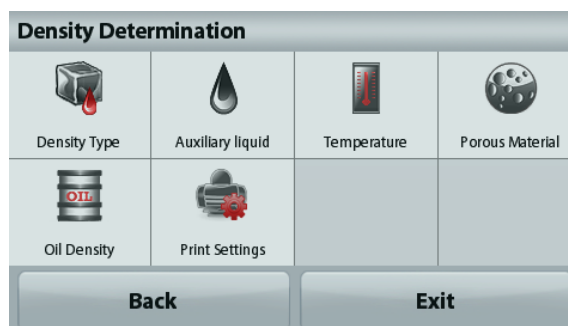 Density Determination
Density Type
Auxiliary liquid
Temperature
Porous Material
OIL
Oil Density
Print Settings
Back
Exit